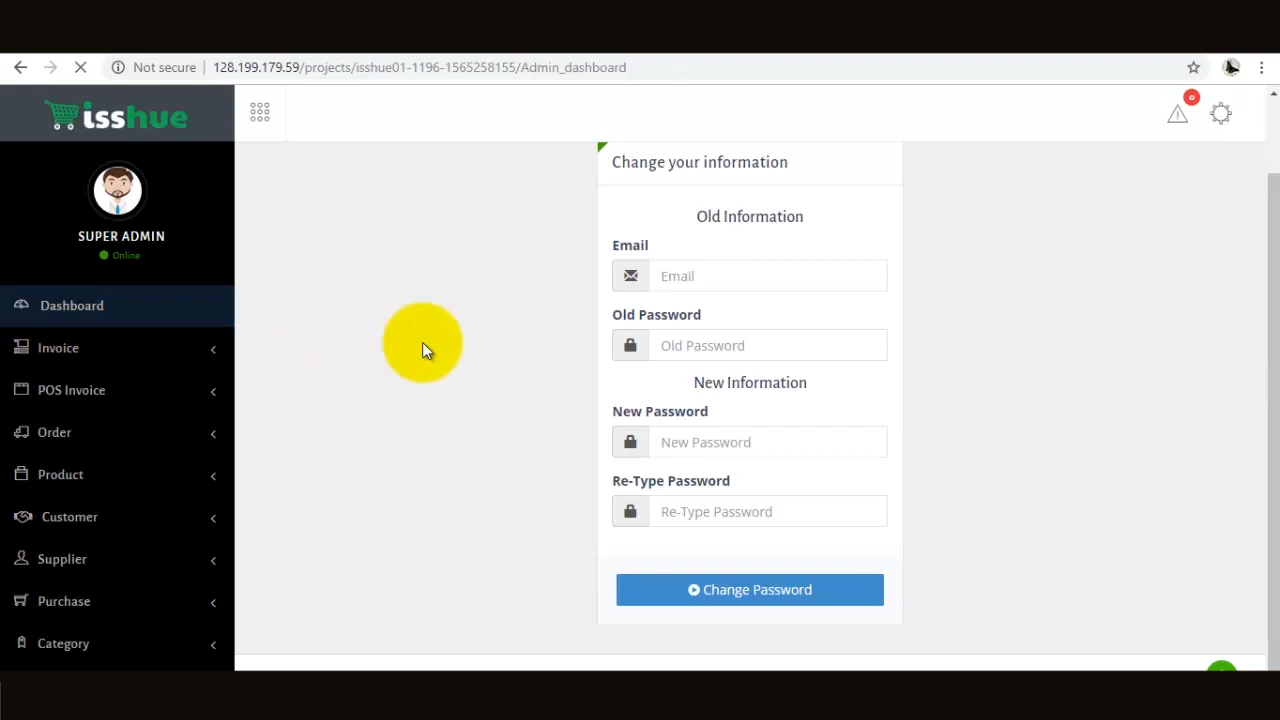 Not secure | 128.199.179.59/projects/isshue01-1196-1565258155/Admin_dashboard
isshue
0
SUPER ADMIN
Online
Dashboard
Invoice
POS Invoice
Order
Product
Customer
Supplier
Purchase
Category
Change your information
Old Information
Email
Email
Old Password
Old Password
New Information
New Password
New Password
Re-Type Password
Re-Type Password
Change Password